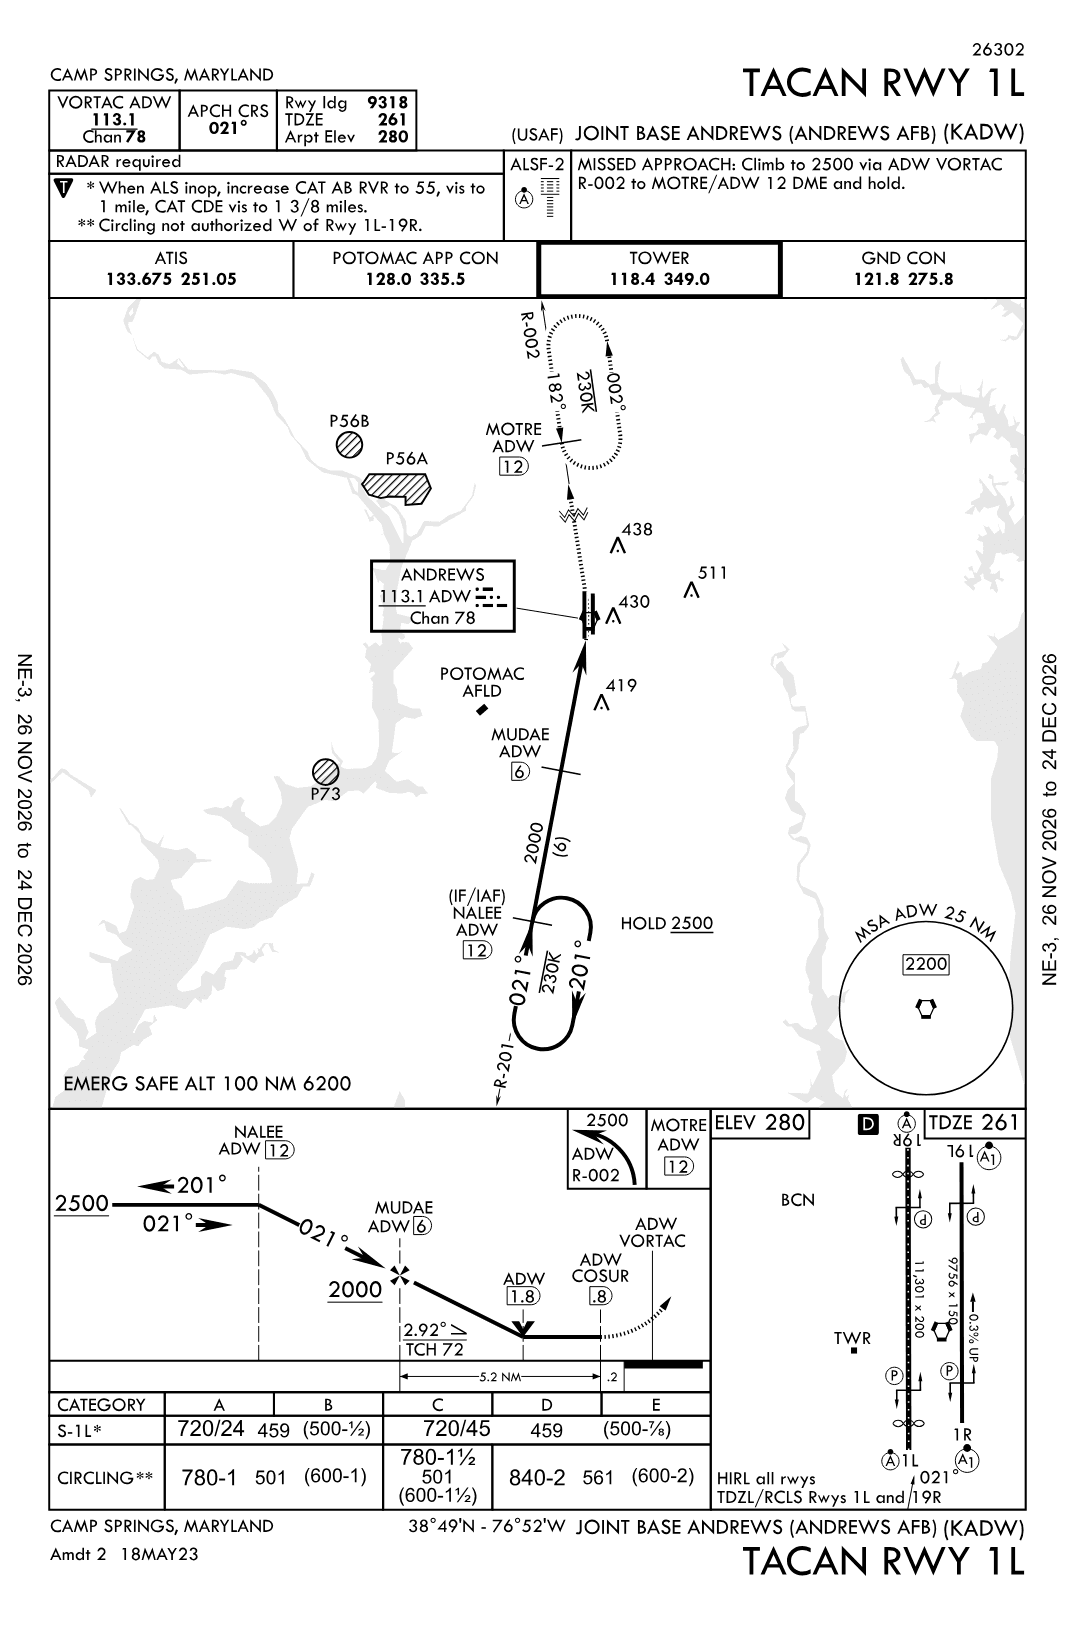 26302
CAMP SPRINGS, MARYLAND
TACAN RWY 1L
VORTAC ADW
113.1
Chan 78
APCH CRS
021°
Rwy ldg 9318
TDZE 261
Arpt Elev 280
(USAF) JOINT BASE ANDREWS (ANDREWS AFB) (KADW)
RADAR required
T
* When ALS inop, increase CAT AB RVR to 55, vis to
1 mile, CAT CDE vis to 1 3/8 miles.
** Circling not authorized W of Rwy 1L-19R.
ALSF-2
A
MISSED APPROACH: Climb to 2500 via ADW VORTAC
R-002 to MOTRE/ADW 12 DME and hold.
ATIS
133.675 251.05
POTOMAC APP CON
128.0 335.5
TOWER
118.4 349.0
GND CON
121.8 275.8
R-002
182°
230K
002°
MOTRE
ADW
12
P56B
P56A
438
511
430
ANDREWS
113.1 ADW
Chan 78
419
POTOMAC
AFLD
MUDAE
ADW
6
P73
2000
(6)
(IF/IAF)
NALEE
ADW
12
HOLD 2500
021°
230K
201°
R-201
MSA ADW 25 NM
2200
EMERG SAFE ALT 100 NM 6200
NE-3, 26 NOV 2026 to 24 DEC 2026
NE-3, 26 NOV 2026 to 24 DEC 2026
NALEE
ADW 12
2500
201°
021°
021°
MUDAE
ADW 6
2000
2.92°
TCH 72
ADW
1.8
ADW
COSUR
.8
ADW
VORTAC
5.2 NM
.2
2500
ADW
R-002
MOTRE
ADW
12
ELEV 280
D
A
TDZE 261
19R
19L
A1
BCN
P
P
11,301 x 200
9756 x 150
0.3% UP
TWR
P
P
1R
A 1L
A1
021°
HIRL all rwys
TDZL/RCLS Rwys 1L and 19R
CATEGORY A B C D E
S-1L* 720/24 459 (500-½) 720/45 459 (500-⅞)
CIRCLING** 780-1 501 (600-1) 780-1½ 501 (600-1½) 840-2 561 (600-2)
CAMP SPRINGS, MARYLAND
38°49'N - 76°52'W JOINT BASE ANDREWS (ANDREWS AFB) (KADW)
Amdt 2 18MAY23
TACAN RWY 1L